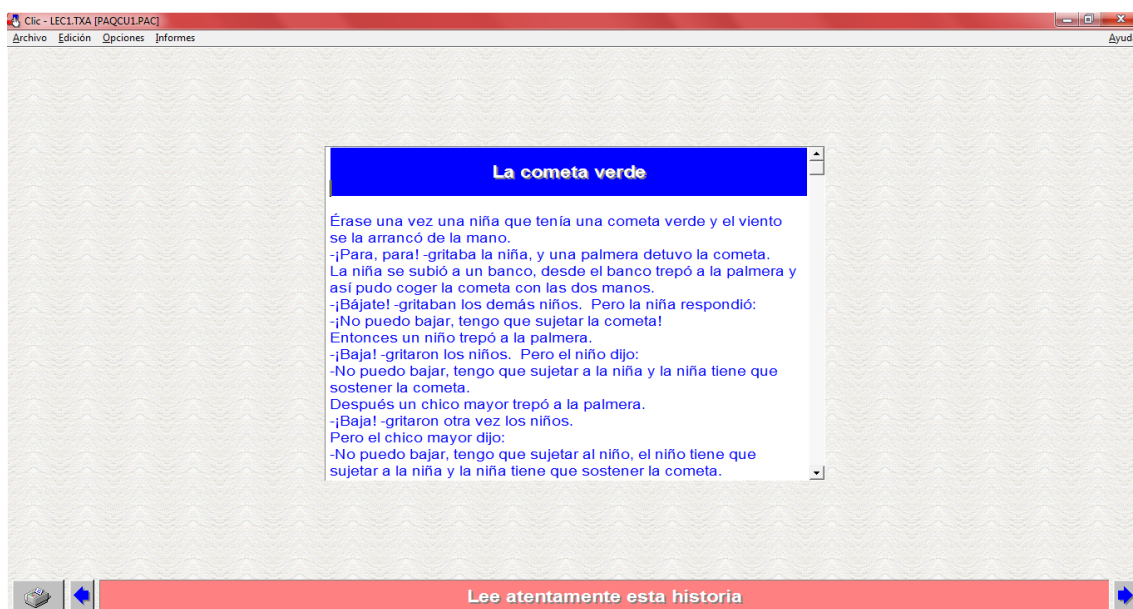 Clic - LEC1.TXA [PAQCU1.PAC]
Archivo Edición Opciones Informes Ayud
La cometa verde
Érase una vez una niña que tenía una cometa verde y el viento
se la arrancó de la mano.
-¡Para, para! -gritaba la niña, y una palmera detuvo la cometa.
La niña se subió a un banco, desde el banco trepó a la palmera y
así pudo coger la cometa con las dos manos.
-¡Bájate! -gritaban los demás niños.  Pero la niña respondió:
-¡No puedo bajar, tengo que sujetar la cometa!
Entonces un niño trepó a la palmera.
-¡Baja! -gritaron los niños.  Pero el niño dijo:
-No puedo bajar, tengo que sujetar a la niña y la niña tiene que
sostener la cometa.
Después un chico mayor trepó a la palmera.
-¡Baja! -gritaron otra vez los niños.
Pero el chico mayor dijo:
-No puedo bajar, tengo que sujetar al niño, el niño tiene que
sujetar a la niña y la niña tiene que sostener la cometa.
Lee atentamente esta historia